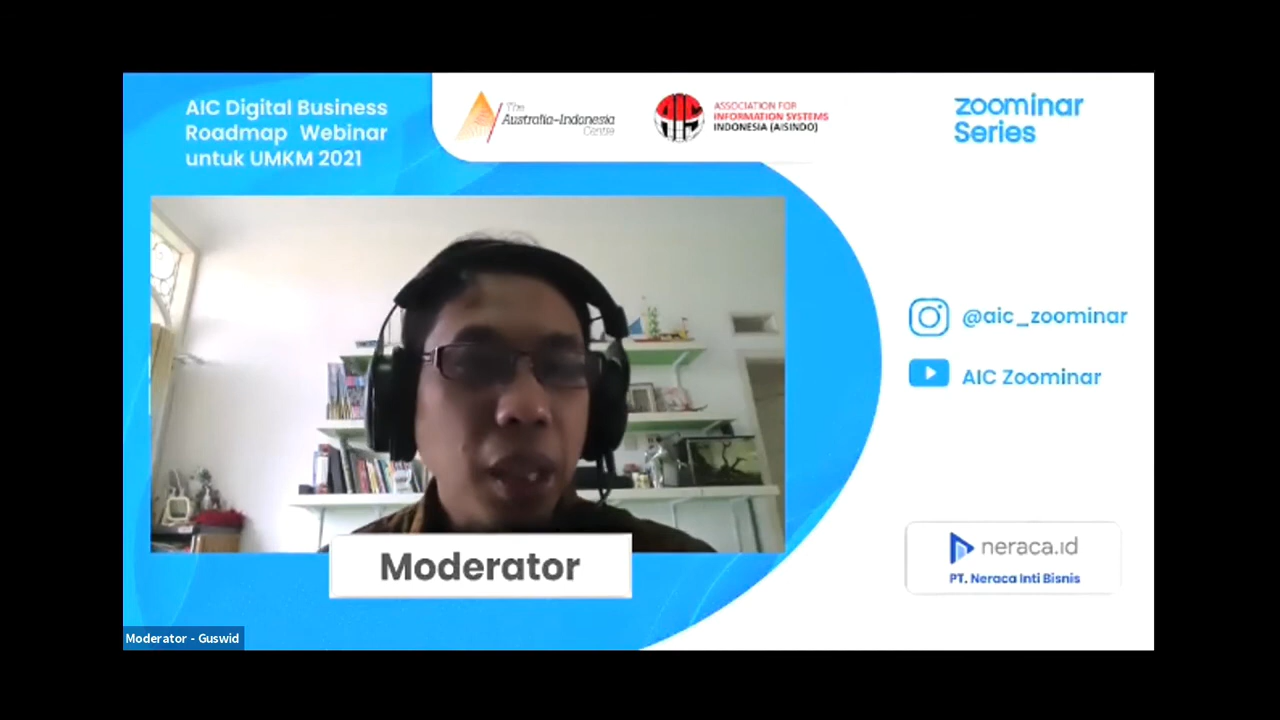 AIC Digital Business
Roadmap Webinar
untuk UMKM 2021
The
Australia-Indonesia
Centre
AIS
ASSOCIATION FOR
INFORMATION SYSTEMS
INDONESIA (AISINDO)
zoominar
Series
@aic_zoominar
AIC Zoominar
Moderator
neraca.id
PT. Neraca Inti Bisnis
Moderator - Guswid